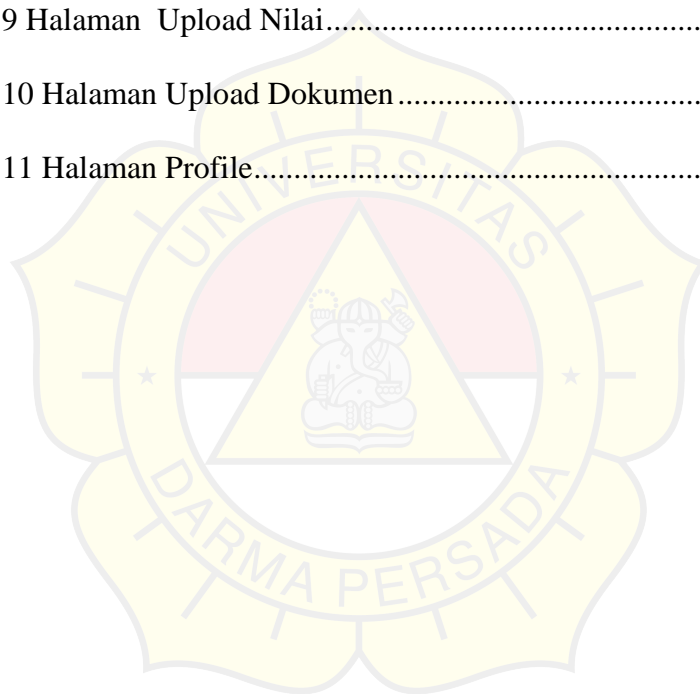 9 Halaman  Upload Nilai..............................................
10 Halaman Upload Dokumen......................................
11 Halaman Profile.......................................................
UNIVERSITAS
DARMA PERSADA